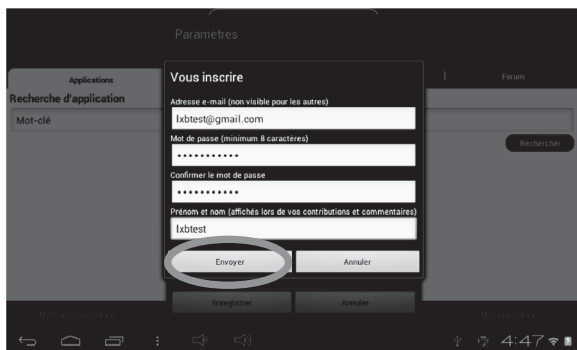 Parametres
Applications
Forum
Recherche d'application
Mot-clé
Rechercher
Vous inscrire
Adresse e-mail (non visible pour les autres)
lxbtest@gmail.com
Mot de passe (minimum 8 caractères)
•••••••••••
Confirmer le mot de passe
•••••••••••
Prénom et nom (affichés lors de vos contributions et commentaires)
lxbtest
Envoyer Annuler
Enregistrer Annuler
4:47